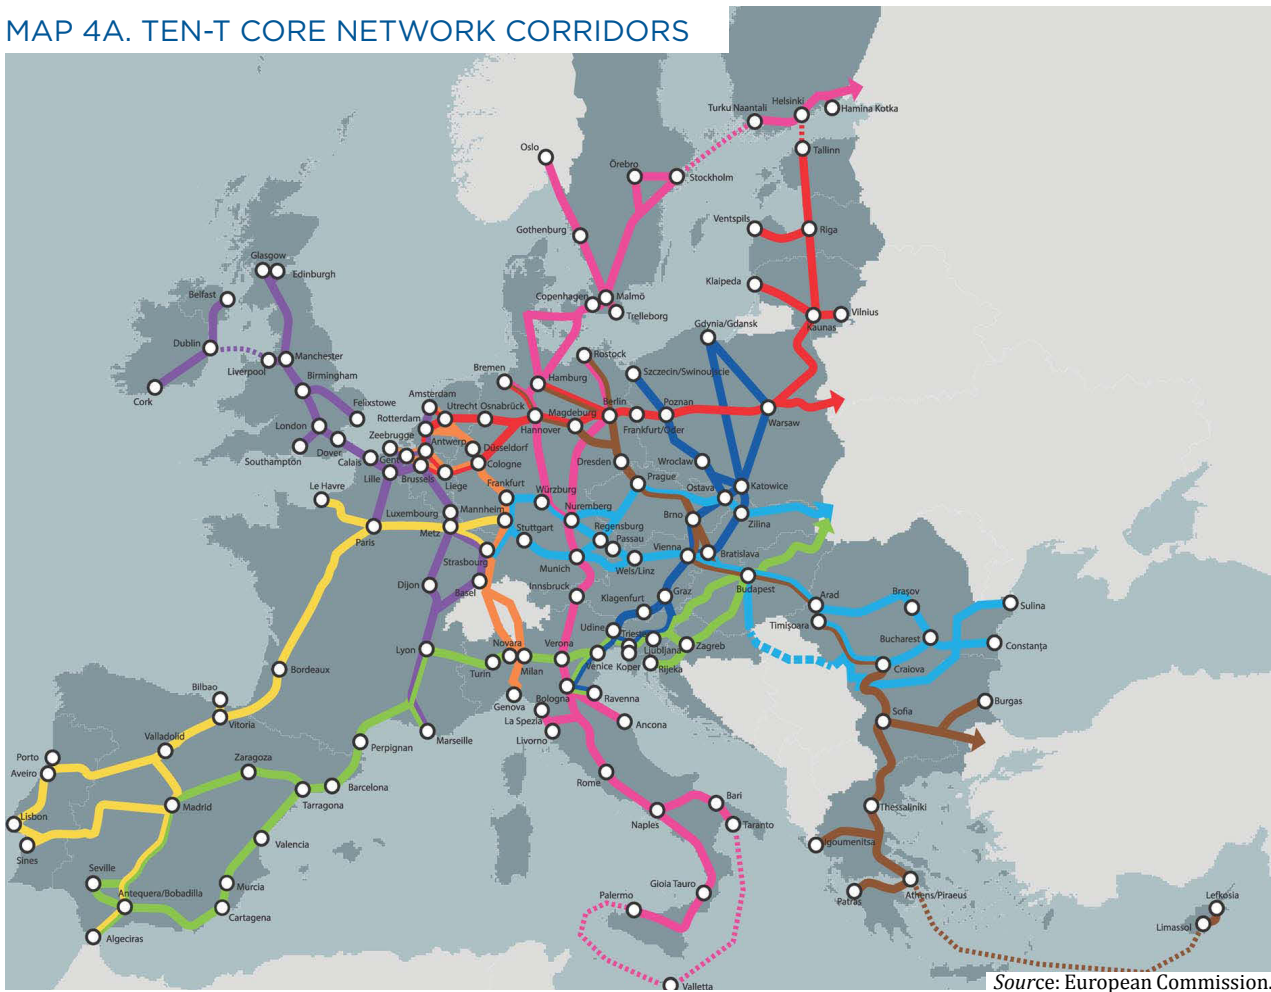 MAP 4A. TEN-T CORE NETWORK CORRIDORS
Helsinki
Turku Naantali
Hamina Kotka
Tallinn
Oslo
Örebro
Stockholm
Ventspils
Riga
Gothenburg
Glasgow
Edinburgh
Klaipeda
Belfast
Copenhagen
Malmö
Trelleborg
Vilnius
Kaunas
Gdynia/Gdansk
Dublin
Manchester
Liverpool
Rostock
Birmingham
Bremen
Hamburg
Szczecin/Swinoujscie
Cork
Amsterdam
Felixstowe
Utrecht
Osnabrück
Berlin
Poznan
Rotterdam
Magdeburg
London
Hannover
Frankfurt/Oder
Warsaw
Zeebrugge
Antwerp
Düsseldorf
Dover
Southampton
Calais
Gent
Cologne
Dresden
Wroclaw
Lille
Brussels
Liege
Prague
Le Havre
Frankfurt
Würzburg
Ostava
Katowice
Luxembourg
Mannheim
Nuremberg
Brno
Zilina
Metz
Stuttgart
Regensburg
Paris
Passau
Vienna
Bratislava
Strasbourg
Munich
Wels/Linz
Dijon
Basel
Innsbruck
Budapest
Klagenfurt
Graz
Arad
Braşov
Sulina
Udine
Trieste
Timişoara
Novara
Verona
Ljubljana
Zagreb
Bucharest
Constanţa
Lyon
Turin
Milan
Venice
Koper
Rijeka
Craiova
Bordeaux
Genova
Bologna
Ravenna
Bilbao
La Spezia
Ancona
Burgas
Vitoria
Livorno
Sofia
Marseille
Valladolid
Perpignan
Porto
Zaragoza
Aveiro
Rome
Barcelona
Tarragona
Bari
Madrid
Thessaliniki
Lisbon
Naples
Taranto
Valencia
Igoumenitsa
Sines
Seville
Murcia
Gioia Tauro
Antequera/Bobadilla
Palermo
Patras
Athens/Piraeus
Lefkosia
Cartagena
Limassol
Algeciras
Valletta
Source: European Commission.